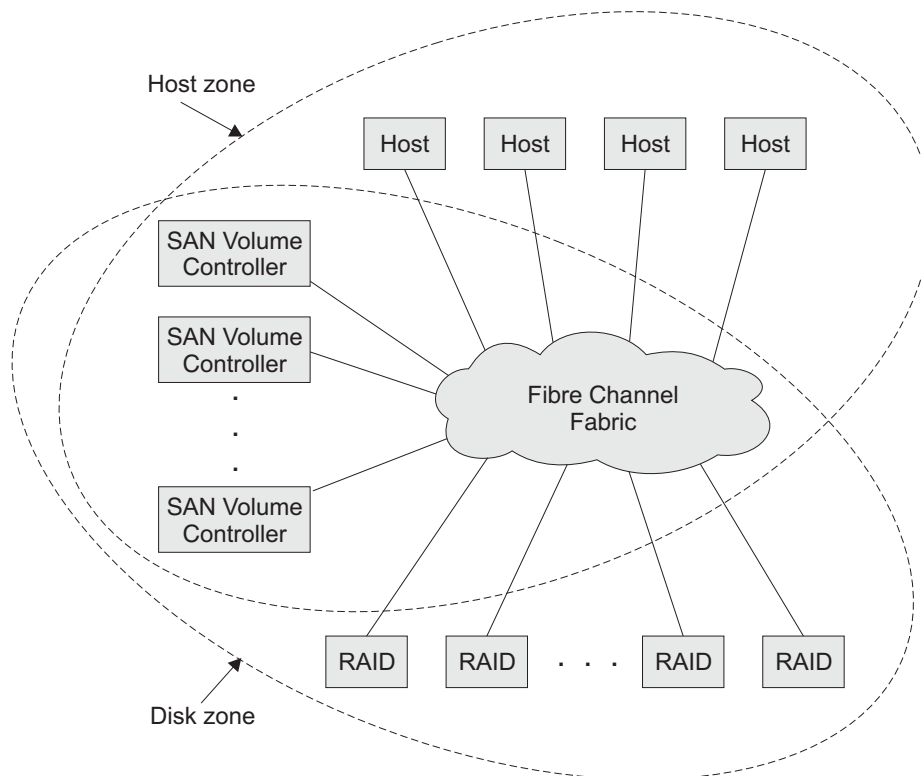 Host zone
Host
Host
Host
Host
SAN Volume
Controller
SAN Volume
Controller
.
.
.
SAN Volume
Controller
Fibre Channel
Fabric
RAID
RAID
. . .
RAID
RAID
Disk zone